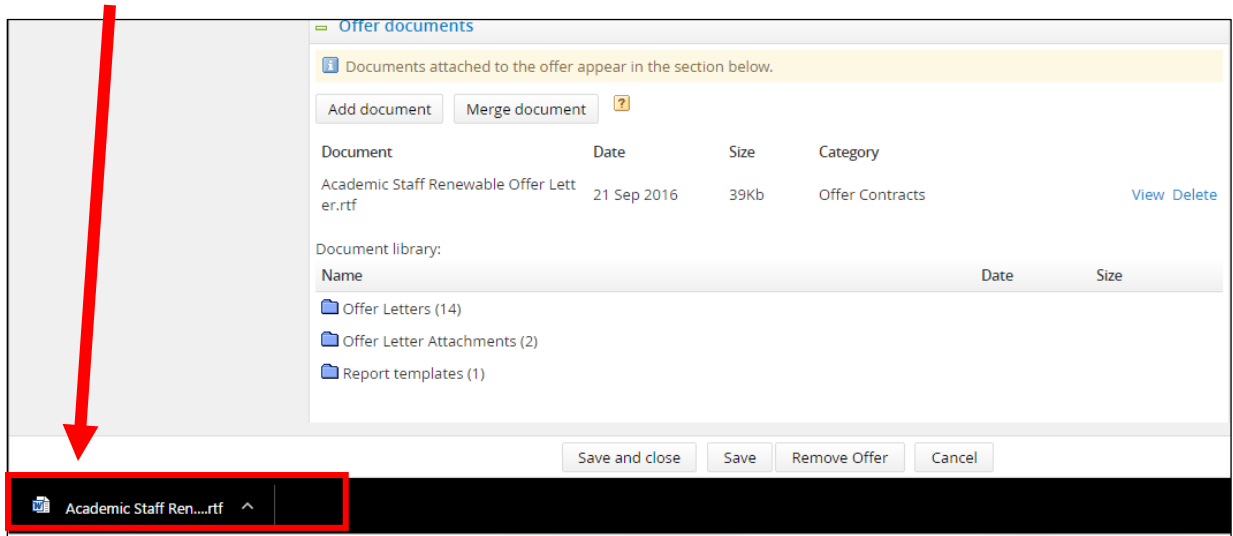 Offer documents
Documents attached to the offer appear in the section below.
Add document Merge document ?
Document Date Size Category
Academic Staff Renewable Offer Lett
er.rtf 21 Sep 2016 39Kb Offer Contracts View Delete
Document library:
Name Date Size
Offer Letters (14)
Offer Letter Attachments (2)
Report templates (1)
Save and close Save Remove Offer Cancel
Academic Staff Ren....rtf